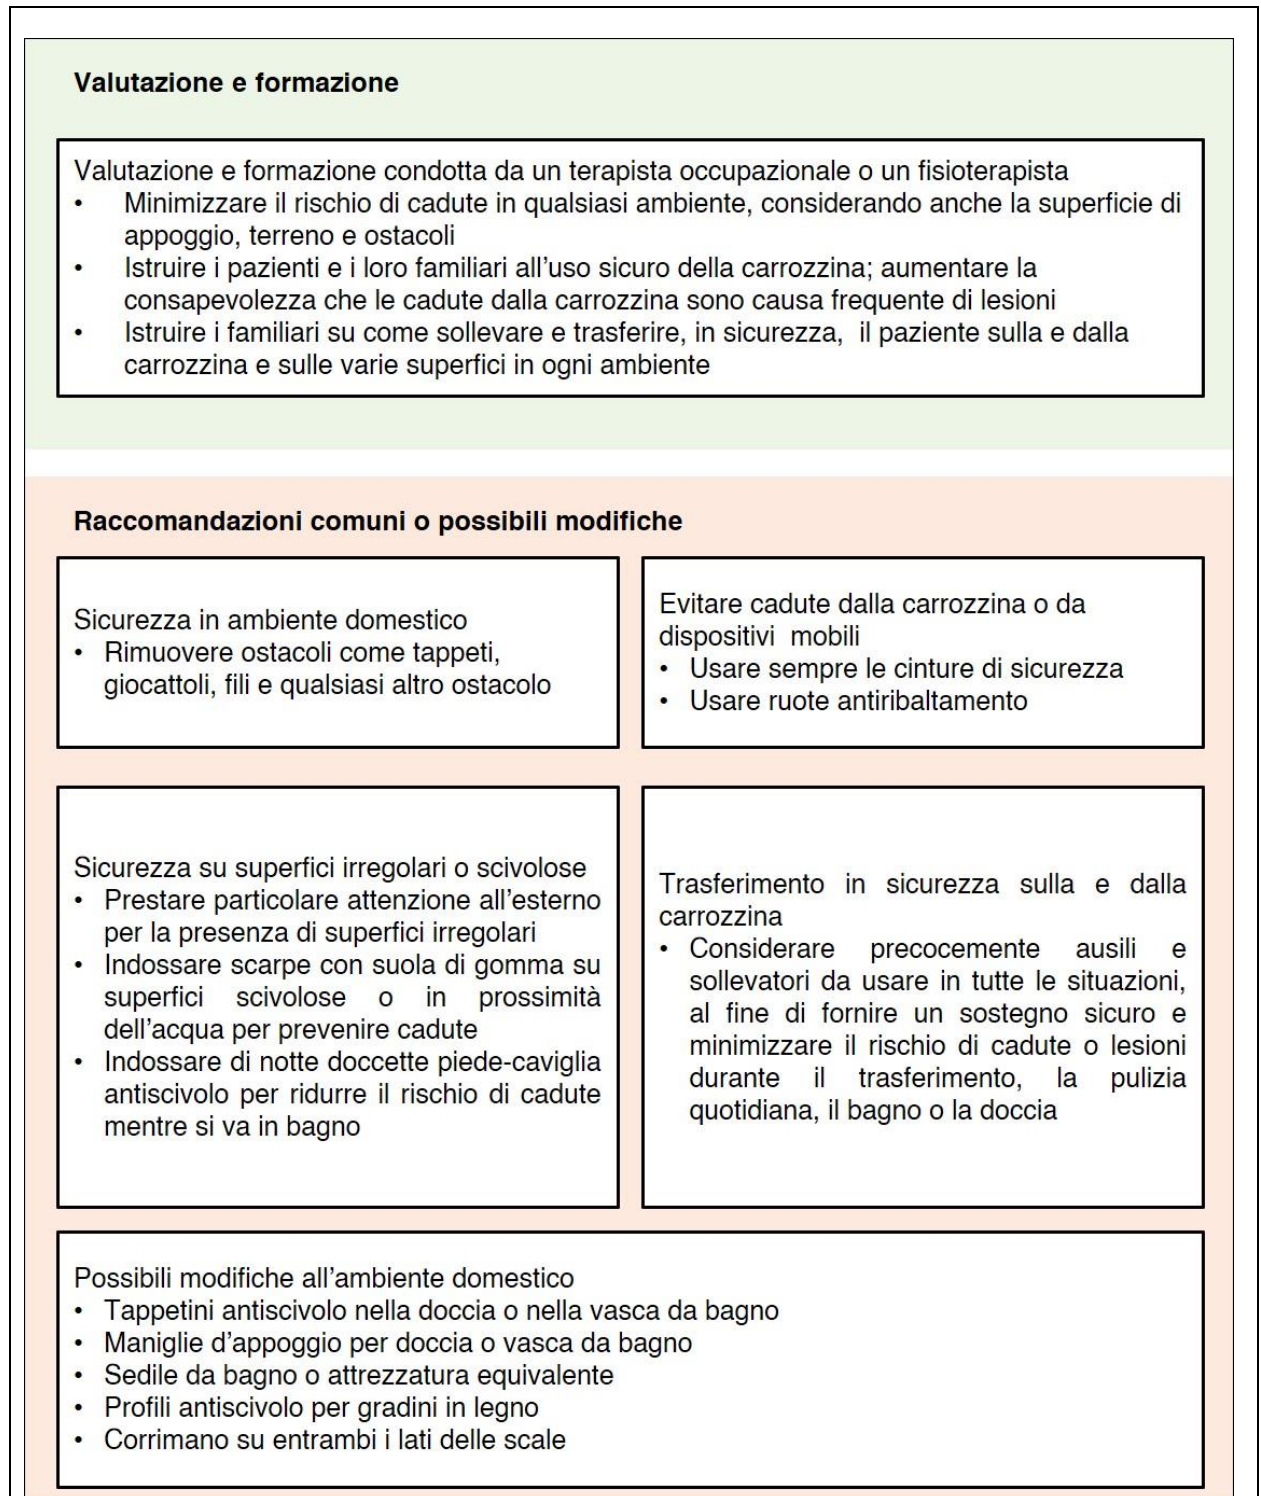 Valutazione e formazione
Valutazione e formazione condotta da un terapista occupazionale o un fisioterapista
• Minimizzare il rischio di cadute in qualsiasi ambiente, considerando anche la superficie di
appoggio, terreno e ostacoli
• Istruire i pazienti e i loro familiari all'uso sicuro della carrozzina; aumentare la
consapevolezza che le cadute dalla carrozzina sono causa frequente di lesioni
• Istruire i familiari su come sollevare e trasferire, in sicurezza, il paziente sulla e dalla
carrozzina e sulle varie superfici in ogni ambiente
Raccomandazioni comuni o possibili modifiche
Sicurezza in ambiente domestico
• Rimuovere ostacoli come tappeti,
giocattoli, fili e qualsiasi altro ostacolo
Evitare cadute dalla carrozzina o da
dispositivi mobili
• Usare sempre le cinture di sicurezza
• Usare ruote antiribaltamento
Sicurezza su superfici irregolari o scivolose
• Prestare particolare attenzione all'esterno
per la presenza di superfici irregolari
• Indossare scarpe con suola di gomma su
superfici scivolose o in prossimità
dell'acqua per prevenire cadute
• Indossare di notte doccette piede-caviglia
antiscivolo per ridurre il rischio di cadute
mentre si va in bagno
Trasferimento in sicurezza sulla e dalla
carrozzina
• Considerare precocemente ausili e
sollevatori da usare in tutte le situazioni,
al fine di fornire un sostegno sicuro e
minimizzare il rischio di cadute o lesioni
durante il trasferimento, la pulizia
quotidiana, il bagno o la doccia
Possibili modifiche all'ambiente domestico
• Tappetini antiscivolo nella doccia o nella vasca da bagno
• Maniglie d'appoggio per doccia o vasca da bagno
• Sedile da bagno o attrezzatura equivalente
• Profili antiscivolo per gradini in legno
• Corrimano su entrambi i lati delle scale